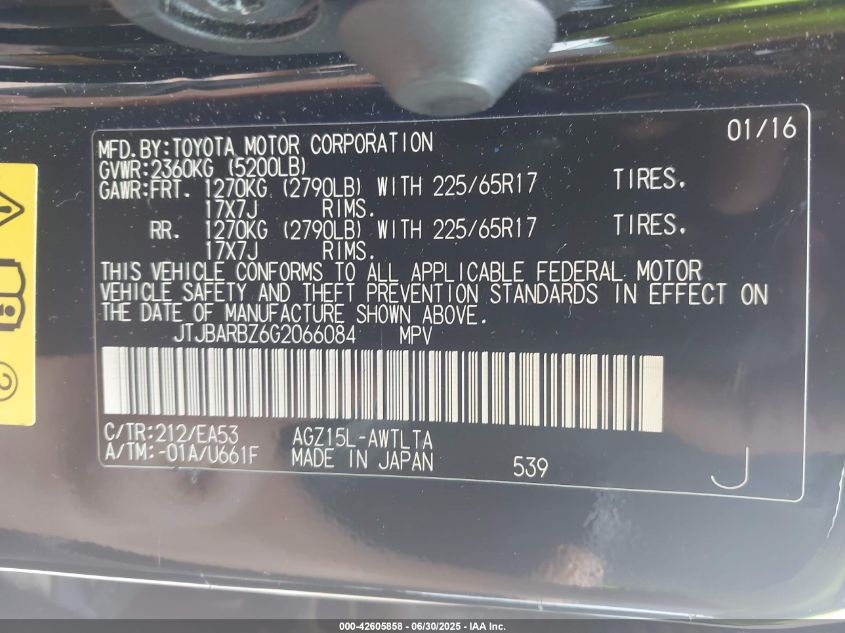 01/16
MFD.BY:TOYOTA MOTOR CORPORATION
GVWR:2360KG (5200LB)
GAWR:FRT. 1270KG (2790LB) WITH 225/65R17 TIRES.
17X7J RIMS.
RR. 1270KG (2790LB) WITH 225/65R17 TIRES.
17X7J RIMS.
THIS VEHICLE CONFORMS TO ALL APPLICABLE FEDERAL MOTOR
VEHICLE SAFETY AND THEFT PREVENTION STANDARDS IN EFFECT ON
THE DATE OF MANUFACTURE SHOWN ABOVE.
JTJBARBZ6G2066084 MPV
C/TR:212/EA53 AGZ15L-AWTLTA
A/TM:-01A/U661F MADE IN JAPAN 539 J
2
000-42605858 - 06/30/2025 - IAA Inc.